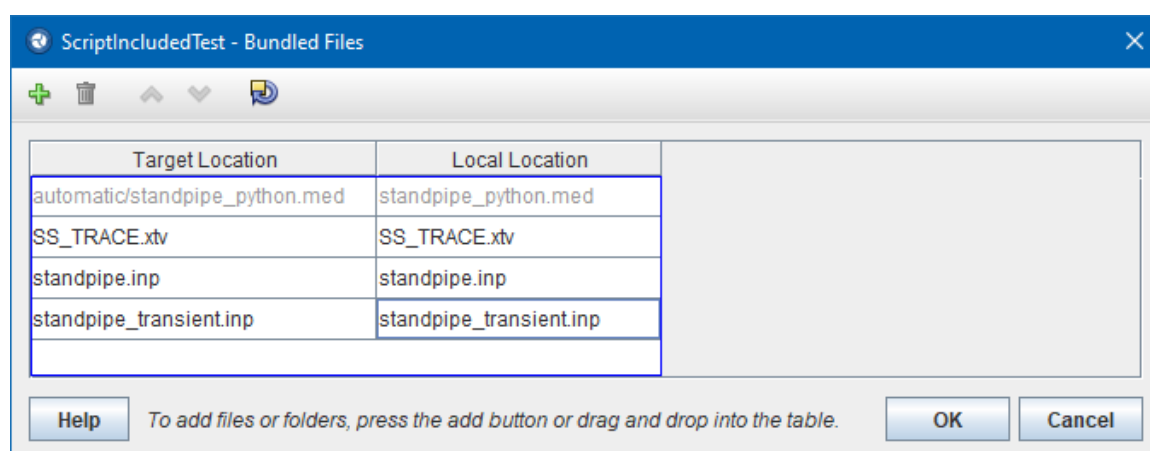 ScriptIncludedTest - Bundled Files
Target Location Local Location
automatic/standpipe_python.med standpipe_python.med
SS_TRACE.xtv SS_TRACE.xtv
standpipe.inp standpipe.inp
standpipe_transient.inp standpipe_transient.inp
Help To add files or folders, press the add button or drag and drop into the table. OK Cancel